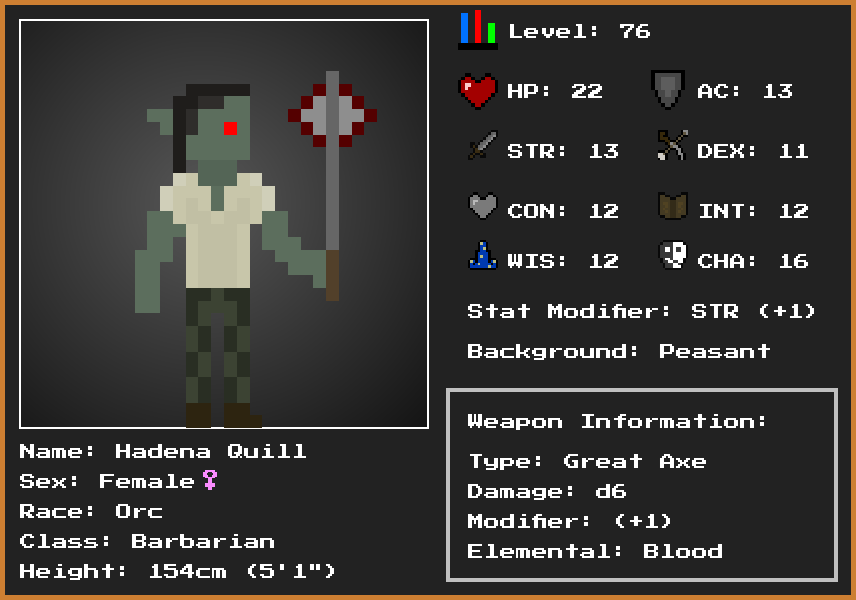 Level: 76
HP: 22
AC: 13
STR: 13
DEX: 11
CON: 12
INT: 12
WIS: 12
CHA: 16
Stat Modifier: STR (+1)
Background: Peasant
Weapon Information:
Type: Great Axe
Damage: d6
Modifier: (+1)
Elemental: Blood
Name: Hadena Quill
Sex: Female♀
Race: Orc
Class: Barbarian
Height: 154cm (5'1")